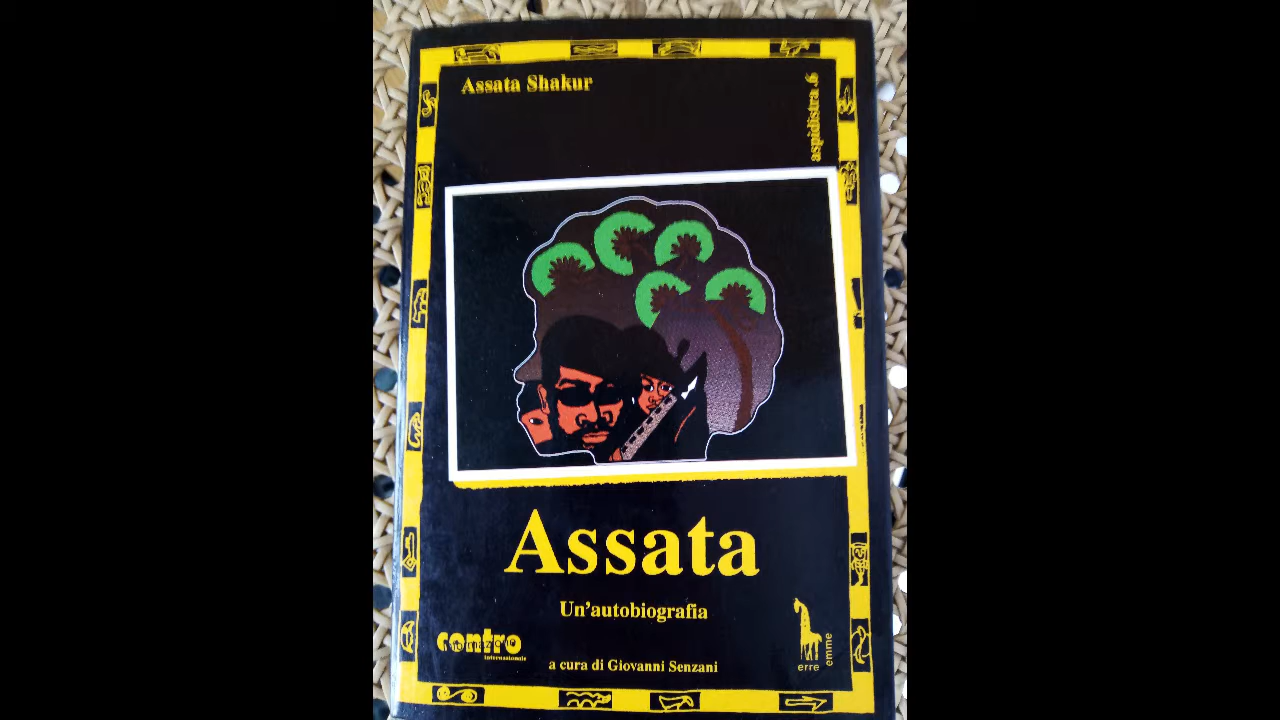 Assata Shakur
aspidistra .6
Assata
Un'autobiografia
contro
internazionale
a cura di Giovanni Senzani
erre
emme